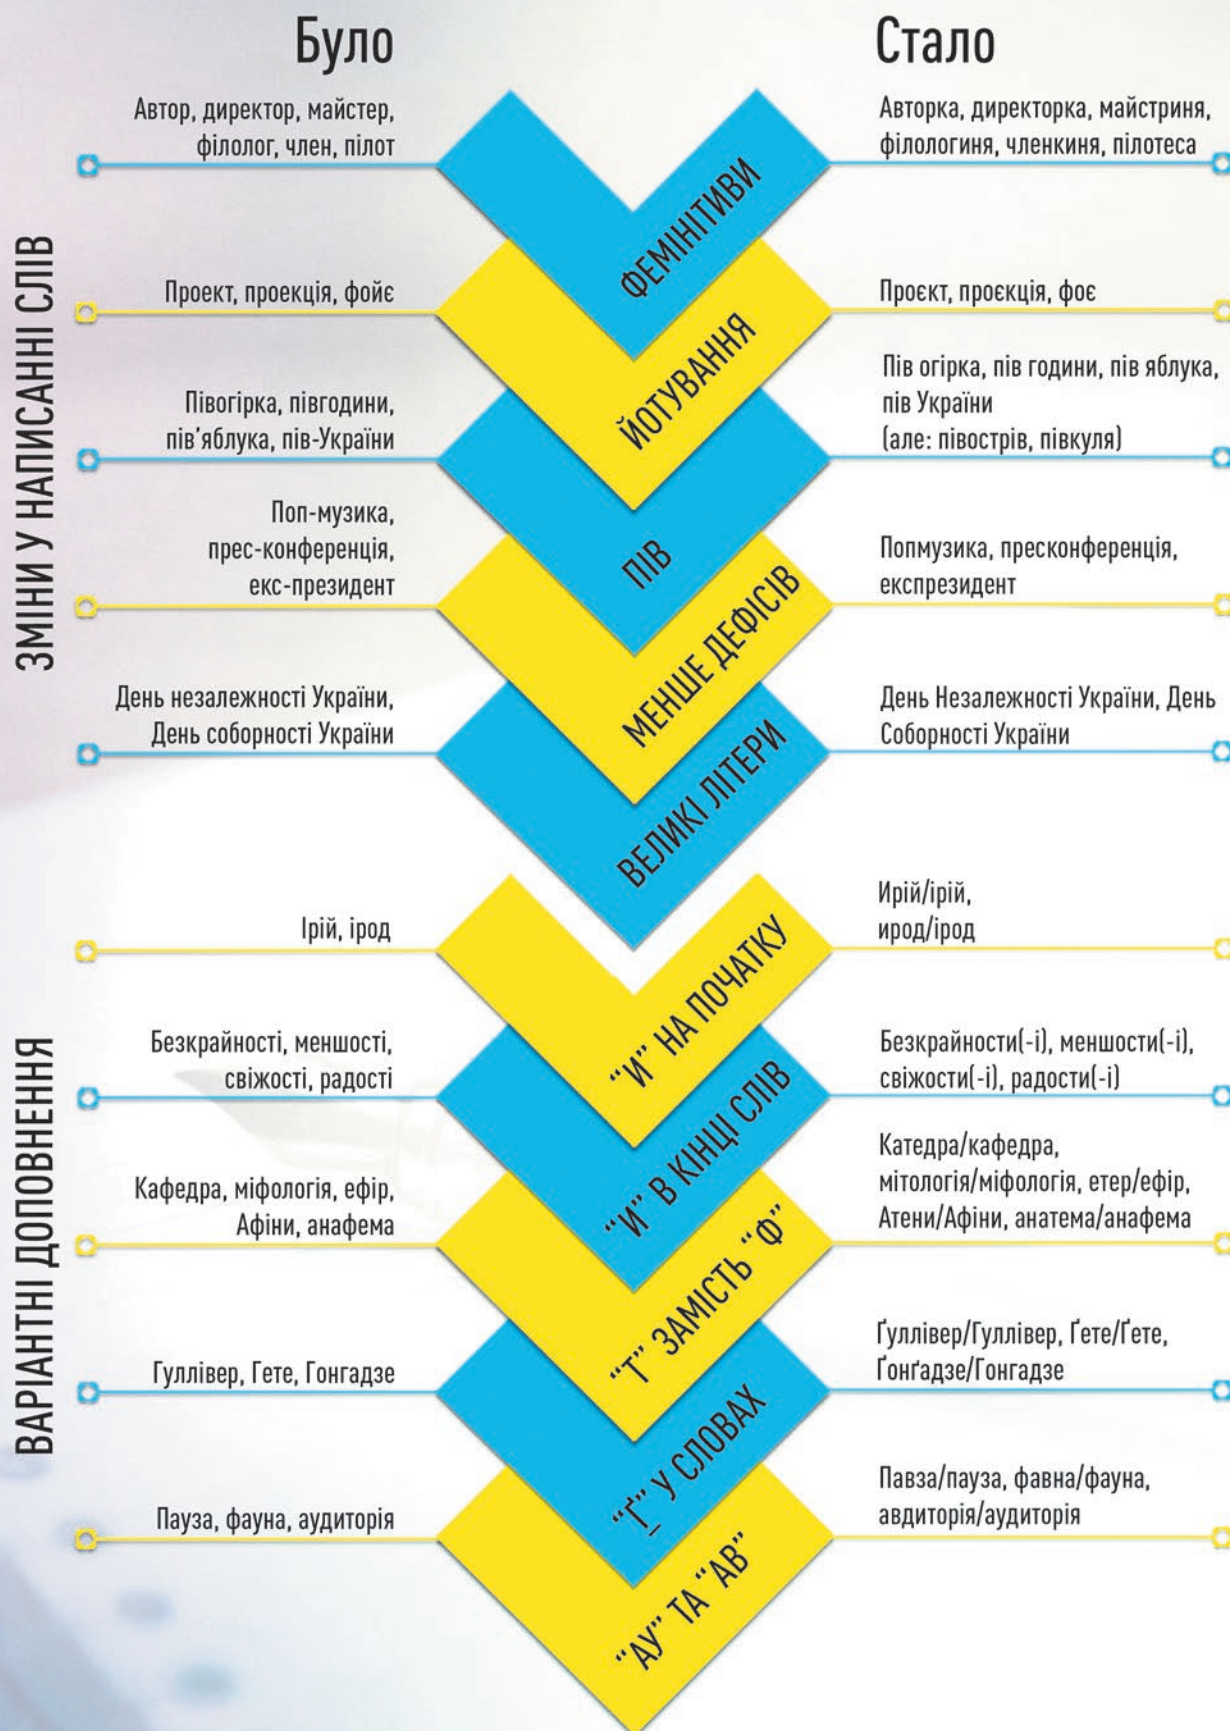 Було
Стало
ЗМІНИ У НАПИСАННІ СЛІВ
Автор, директор, майстер,
філолог, член, пілот
ФЕМІНІТИВИ
Авторка, директорка, майстриня,
філологиня, членкиня, пілотеса
Проект, проекція, фойє
ЙОТУВАННЯ
Проєкт, проєкція, фоє
Півогірка, півгодини,
пів’яблука, пів-України
ПІВ
Пів огірка, пів години, пів яблука,
пів України
(але: півострів, півкуля)
Поп-музика,
прес-конференція,
екс-президент
МЕНШЕ ДЕФІСІВ
Попмузика, пресконференція,
експрезидент
День незалежності України,
День соборності України
ВЕЛИКІ ЛІТЕРИ
День Незалежності України, День
Соборності України
ВАРІАНТНІ ДОПОВНЕННЯ
Ірій, ірод
“И” НА ПОЧАТКУ
Ирій/ірій,
ирод/ірод
Безкрайності, меншості,
свіжості, радості
“И” В КІНЦІ СЛІВ
Безкрайности(-і), меншости(-і),
свіжости(-і), радости(-і)
Кафедра, міфологія, ефір,
Афіни, анафема
“Т” ЗАМІСТЬ “Ф”
Катедра/кафедра,
мітологія/міфологія, етер/ефір,
Атени/Афіни, анатема/анафема
Гуллівер, Гете, Гонгадзе
“Ґ” У СЛОВАХ
Ґуллівер/Гуллівер, Ґете/Ґете,
Ґонґадзе/Гонгадзе
Пауза, фауна, аудиторія
“АУ” ТА “АВ”
Павза/пауза, фавна/фауна,
авдиторія/аудиторія